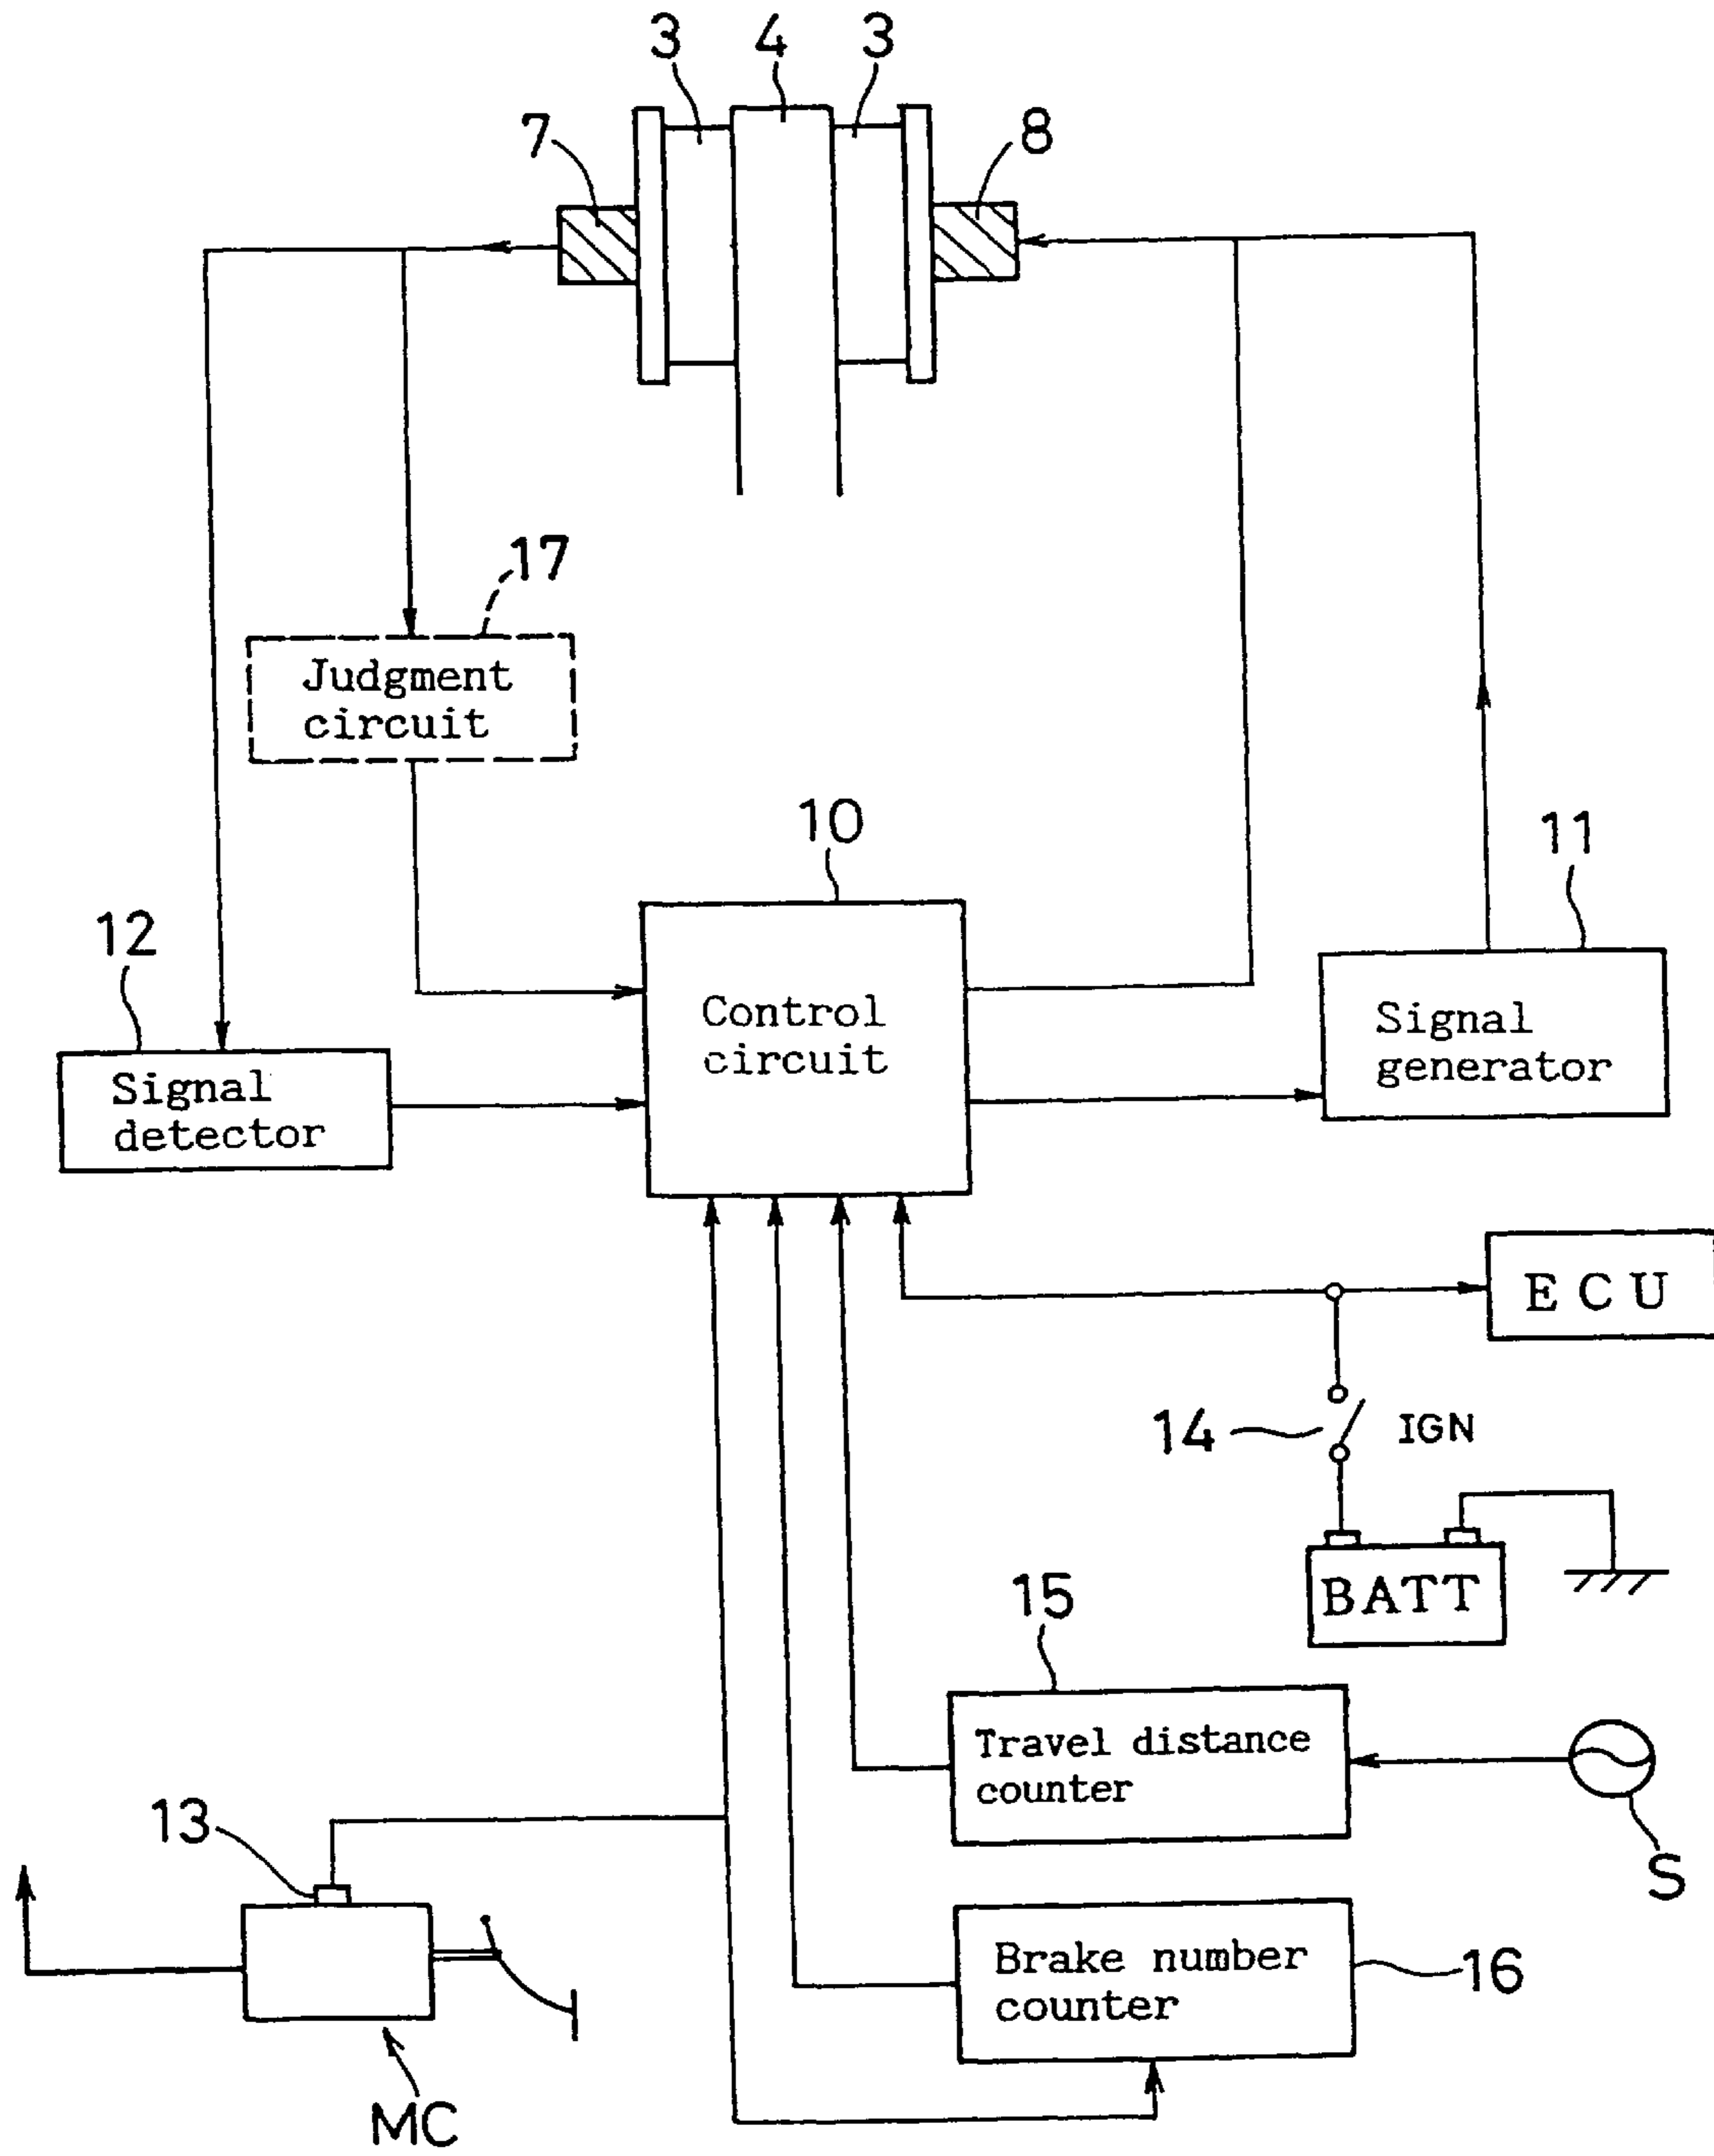 3 4 3
7
8
17
Judgment
circuit
10
11
12
Control
circuit
Signal
generator
Signal
detector
E C U
14
IGN
BATT
15
Travel distance
counter
S
13
Brake number
counter
16
MC